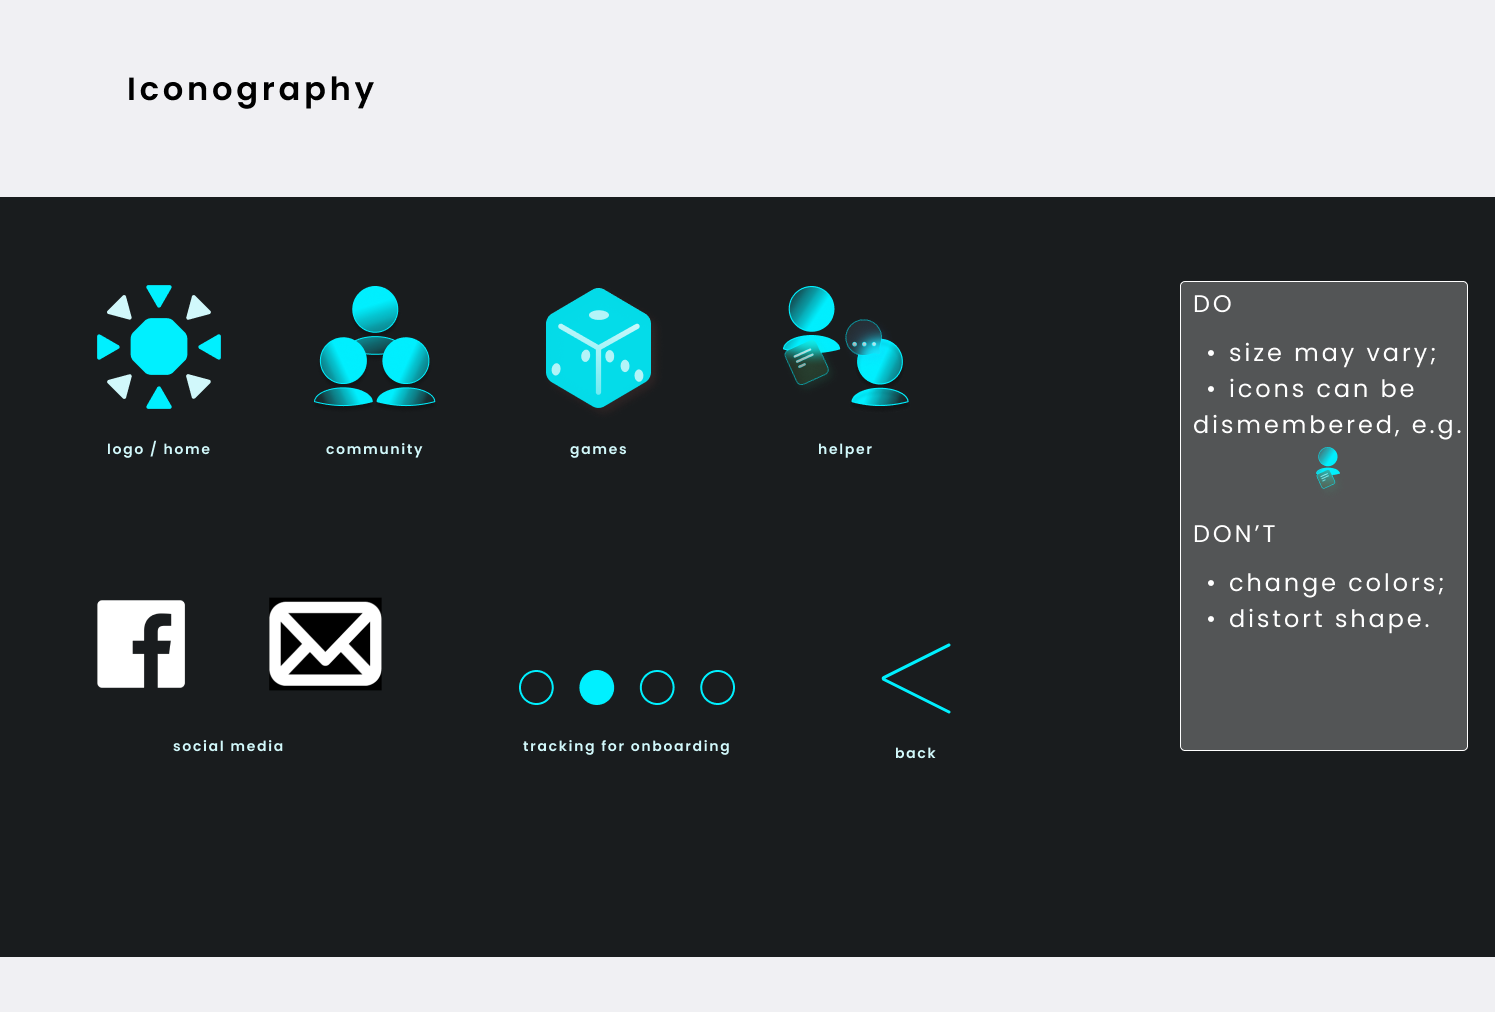 Iconography
logo / home
community
games
helper
DO
• size may vary;
• icons can be
dismembered, e.g.
DON’T
• change colors;
• distort shape.
social media
tracking for onboarding
back